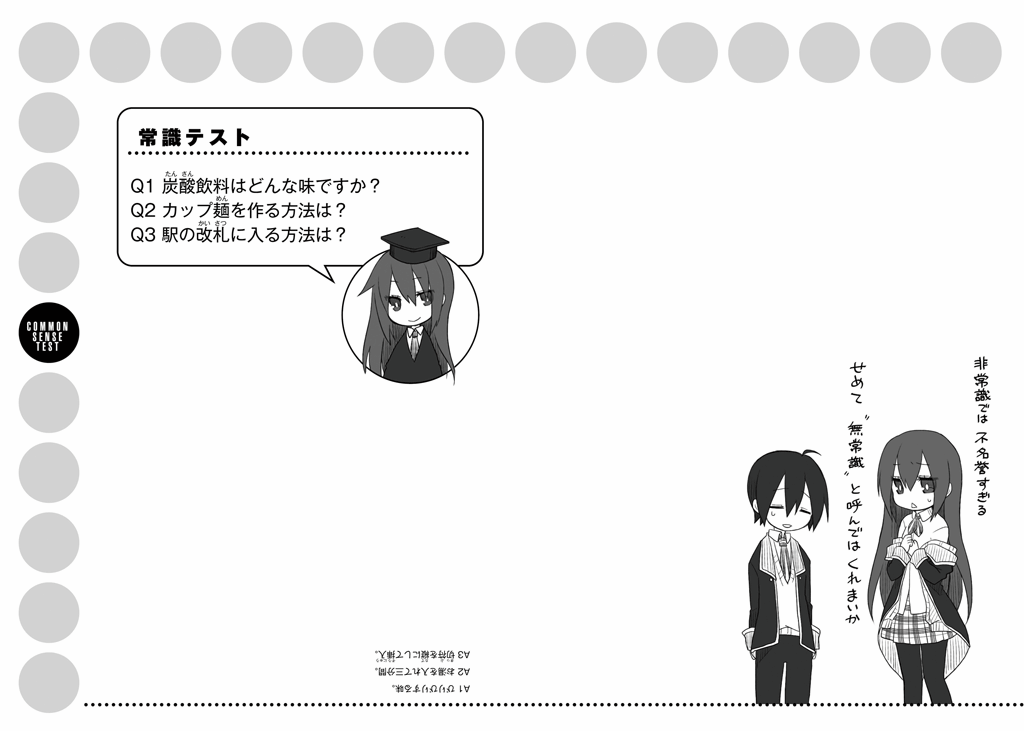 常識テスト
Q1 炭酸飲料はどんな味ですか？
Q2 カップ麺を作る方法は？
Q3 駅の改札に入る方法は？
COMMON
SENSE
TEST
非常識では不名誉すぎる
せめて“無常識”と呼んではくれまいか
A1 ぴりぴりする味。
A2 お湯を入れて三分間。
A3 切符を縦にして挿入。